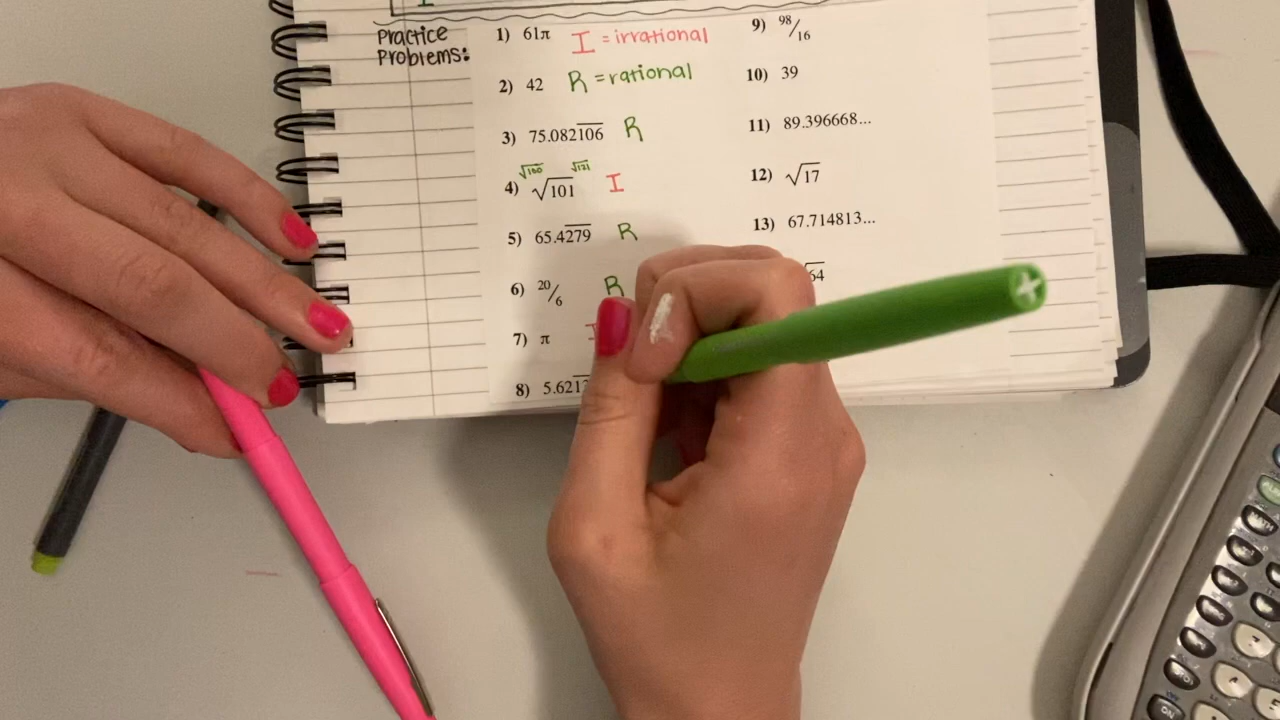 Practice
Problems:
1) 61π I = irrational
2) 42 R = rational
3) 75.082106 R
√100 √121
4) √101 I
5) 65.4279 R
6) 20/6 R
7) π
8) 5.621
9) 98/16
10) 39
11) 89.396668...
12) √17
13) 67.714813...
√64